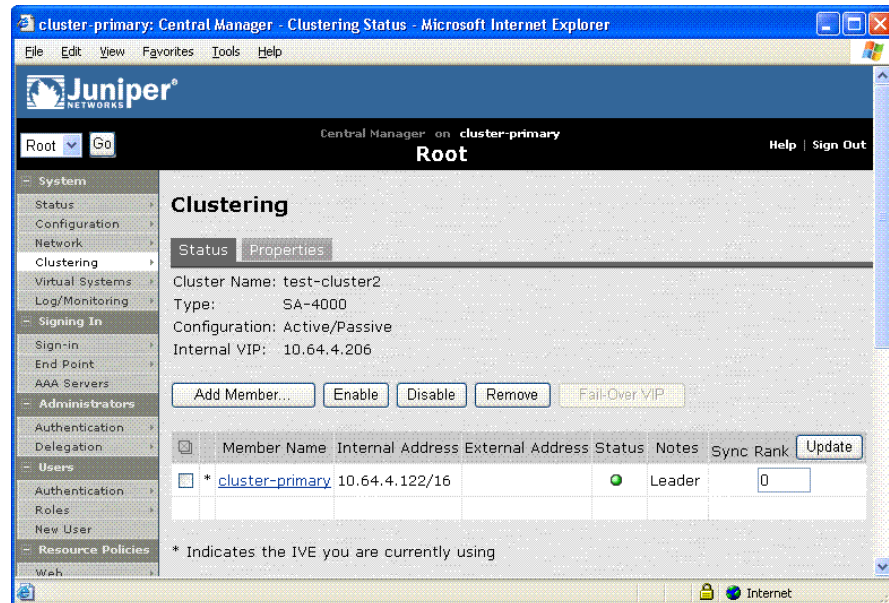 cluster-primary: Central Manager - Clustering Status - Microsoft Internet Explorer
File Edit View Favorites Tools Help
Juniper®
NETWORKS
Root Go
Central Manager on cluster-primary
Root
Help | Sign Out
System
Status
Configuration
Network
Clustering
Virtual Systems
Log/Monitoring
Signing In
Sign-in
End Point
AAA Servers
Administrators
Authentication
Delegation
Users
Authentication
Roles
New User
Resource Policies
Web
Clustering
Status Properties
Cluster Name: test-cluster2
Type: SA-4000
Configuration: Active/Passive
Internal VIP: 10.64.4.206
Add Member... Enable Disable Remove Fail-Over VIP
Member Name Internal Address External Address Status Notes Sync Rank Update
* cluster-primary 10.64.4.122/16 Leader 0
* Indicates the IVE you are currently using
Internet